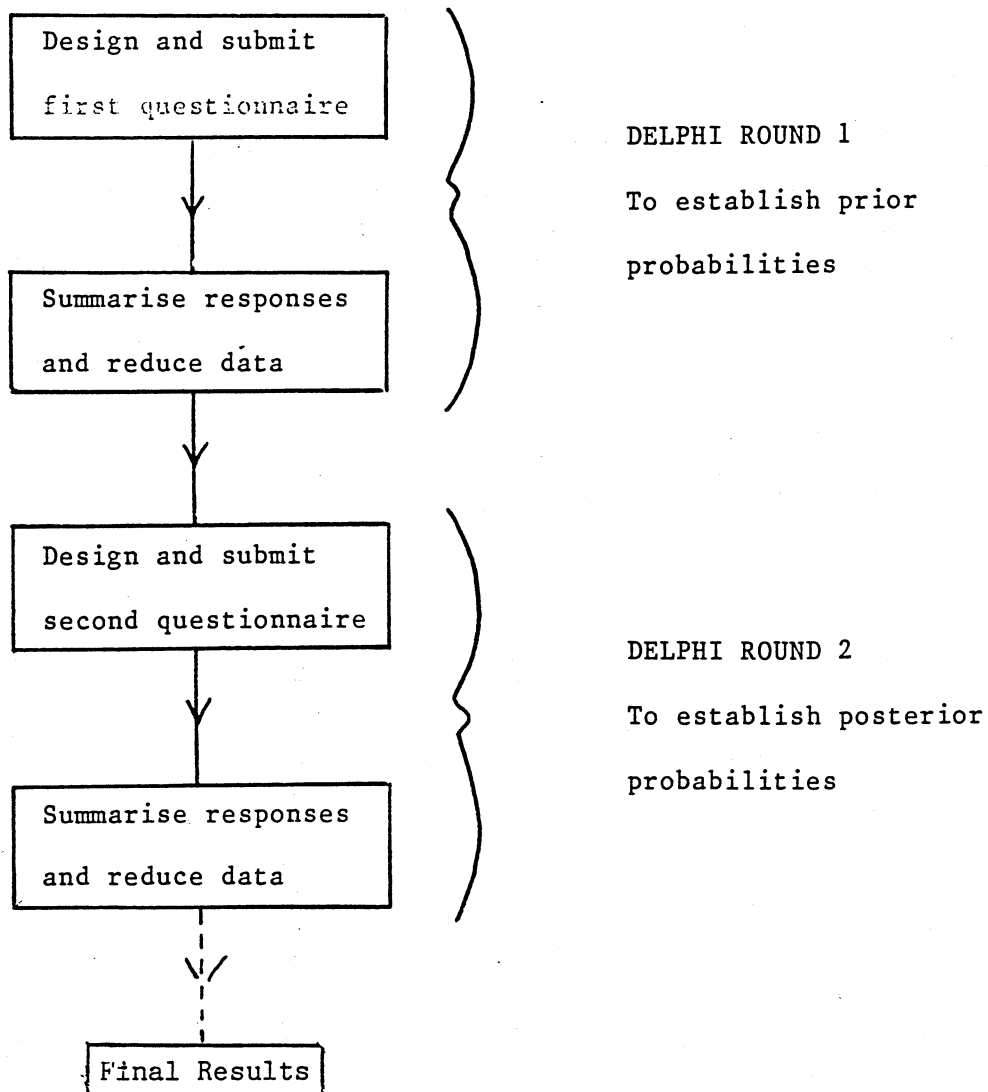 Design and submit
first questionnaire
DELPHI ROUND 1
To establish prior
probabilities
Summarise responses
and reduce data
Design and submit
second questionnaire
DELPHI ROUND 2
To establish posterior
probabilities
Summarise responses
and reduce data
Final Results